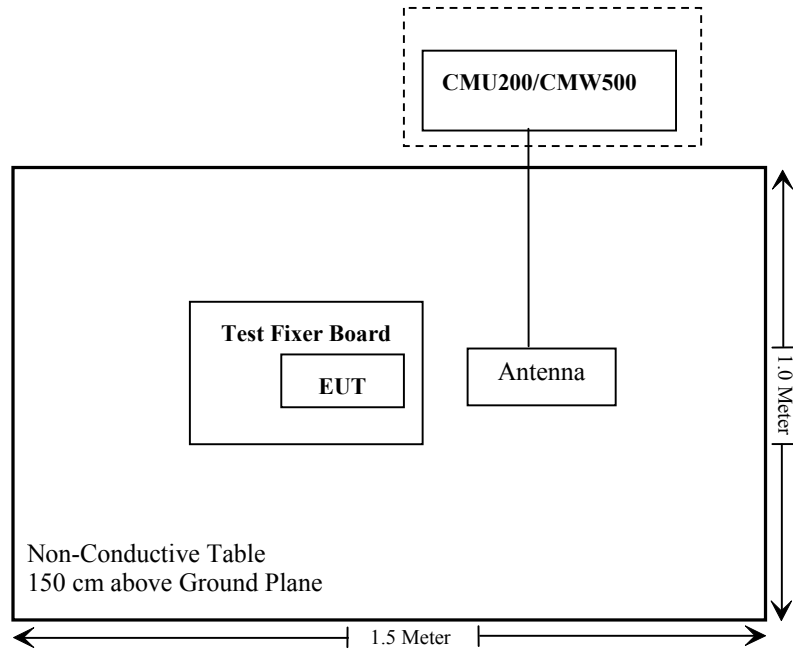 CMU200/CMW500
Test Fixer Board
EUT
Antenna
1.0 Meter
Non-Conductive Table
150 cm above Ground Plane
1.5 Meter